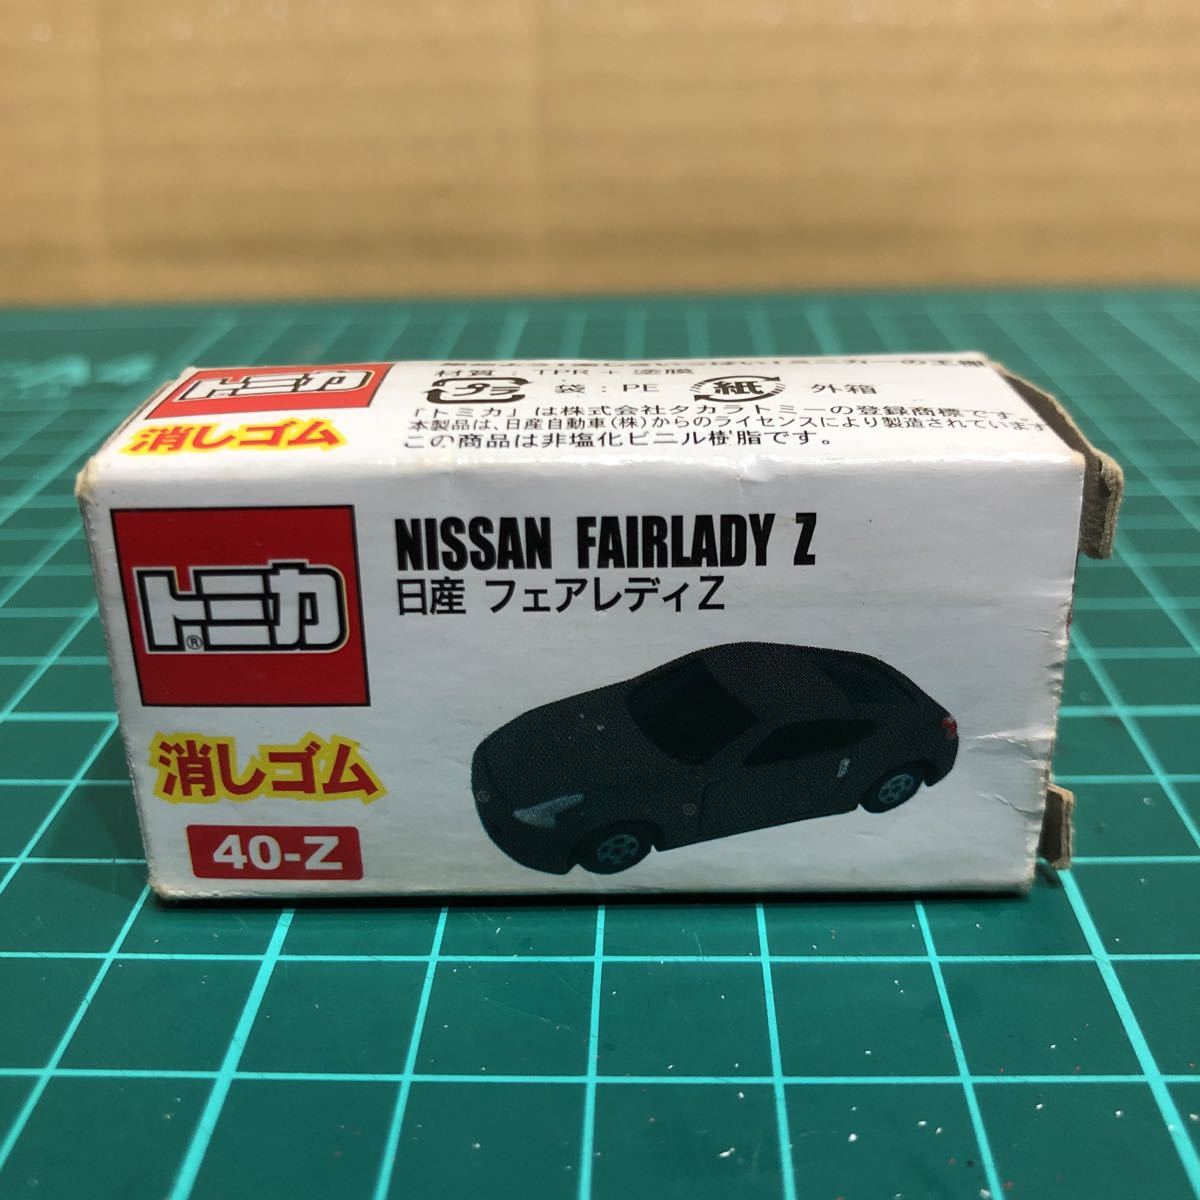 トミカ
消しゴム
材質:TPR+塗膜
プラ 袋:PE 紙 外箱
「トミカ」は株式会社タカラトミーの登録商標です。
本製品は、日産自動車(株)からのライセンスにより製造されています
この商品は非塩化ビニル樹脂です。
トミカ®
消しゴム
40-Z
NISSAN FAIRLADY Z
日産 フェアレディZ